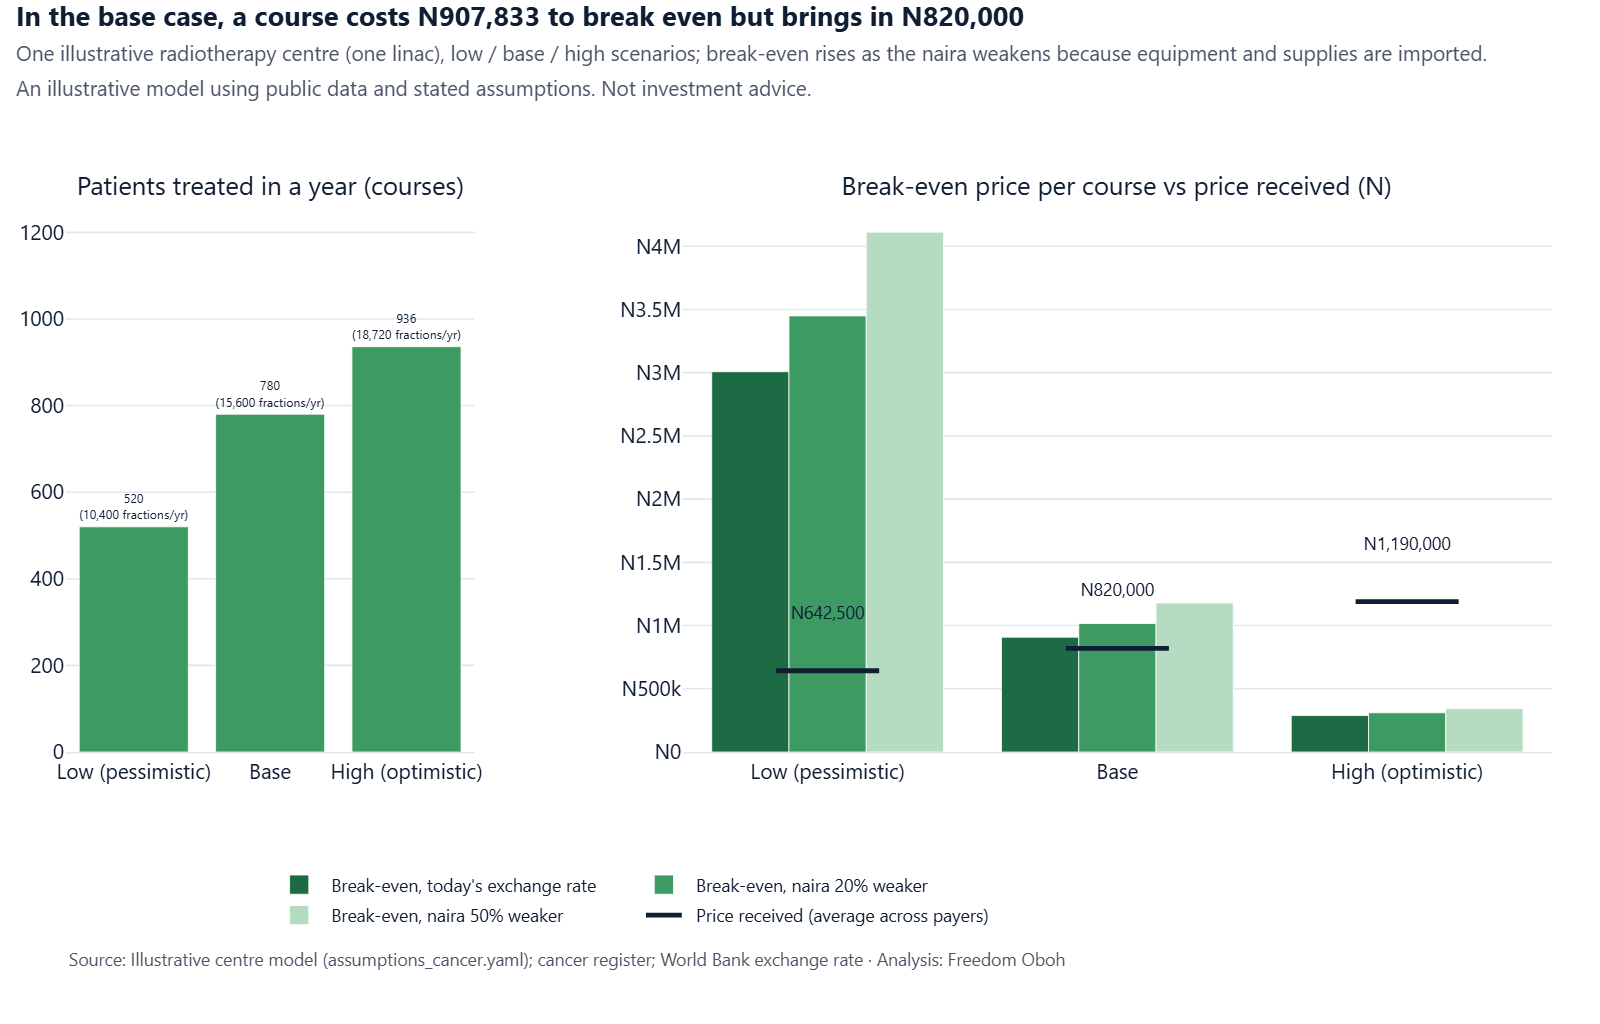 In the base case, a course costs N907,833 to break even but brings in N820,000
One illustrative radiotherapy centre (one linac), low / base / high scenarios; break-even rises as the naira weakens because equipment and supplies are imported.
An illustrative model using public data and stated assumptions. Not investment advice.
Patients treated in a year (courses)
1200
1000
800
600
400
200
0
520
(10,400 fractions/yr)
780
(15,600 fractions/yr)
936
(18,720 fractions/yr)
Low (pessimistic)
Base
High (optimistic)
Break-even price per course vs price received (N)
N4M
N3.5M
N3M
N2.5M
N2M
N1.5M
N1M
N500k
N0
N642,500
N820,000
N1,190,000
Low (pessimistic)
Base
High (optimistic)
Break-even, today's exchange rate
Break-even, naira 20% weaker
Break-even, naira 50% weaker
Price received (average across payers)
Source: Illustrative centre model (assumptions_cancer.yaml); cancer register; World Bank exchange rate · Analysis: Freedom Oboh